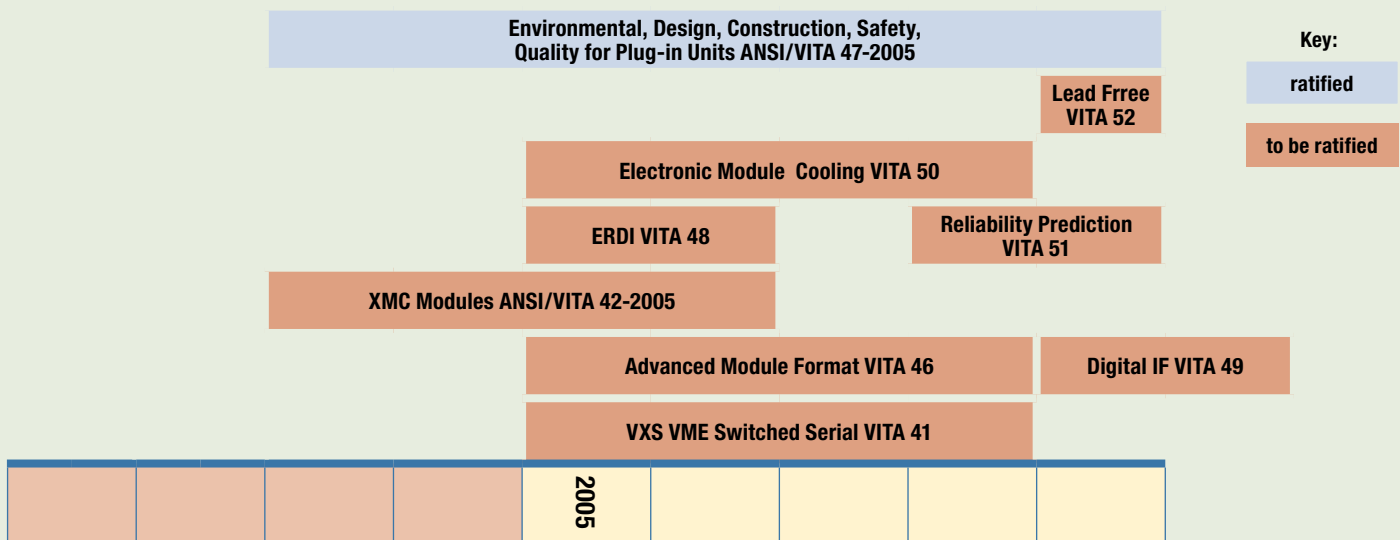 Environmental, Design, Construction, Safety,
Quality for Plug-in Units ANSI/VITA 47-2005
Key:
ratified
to be ratified
Lead Frree
VITA 52
Electronic Module  Cooling VITA 50
ERDI VITA 48
Reliability Prediction
VITA 51
XMC Modules ANSI/VITA 42-2005
Advanced Module Format VITA 46
Digital IF VITA 49
VXS VME Switched Serial VITA 41
2005